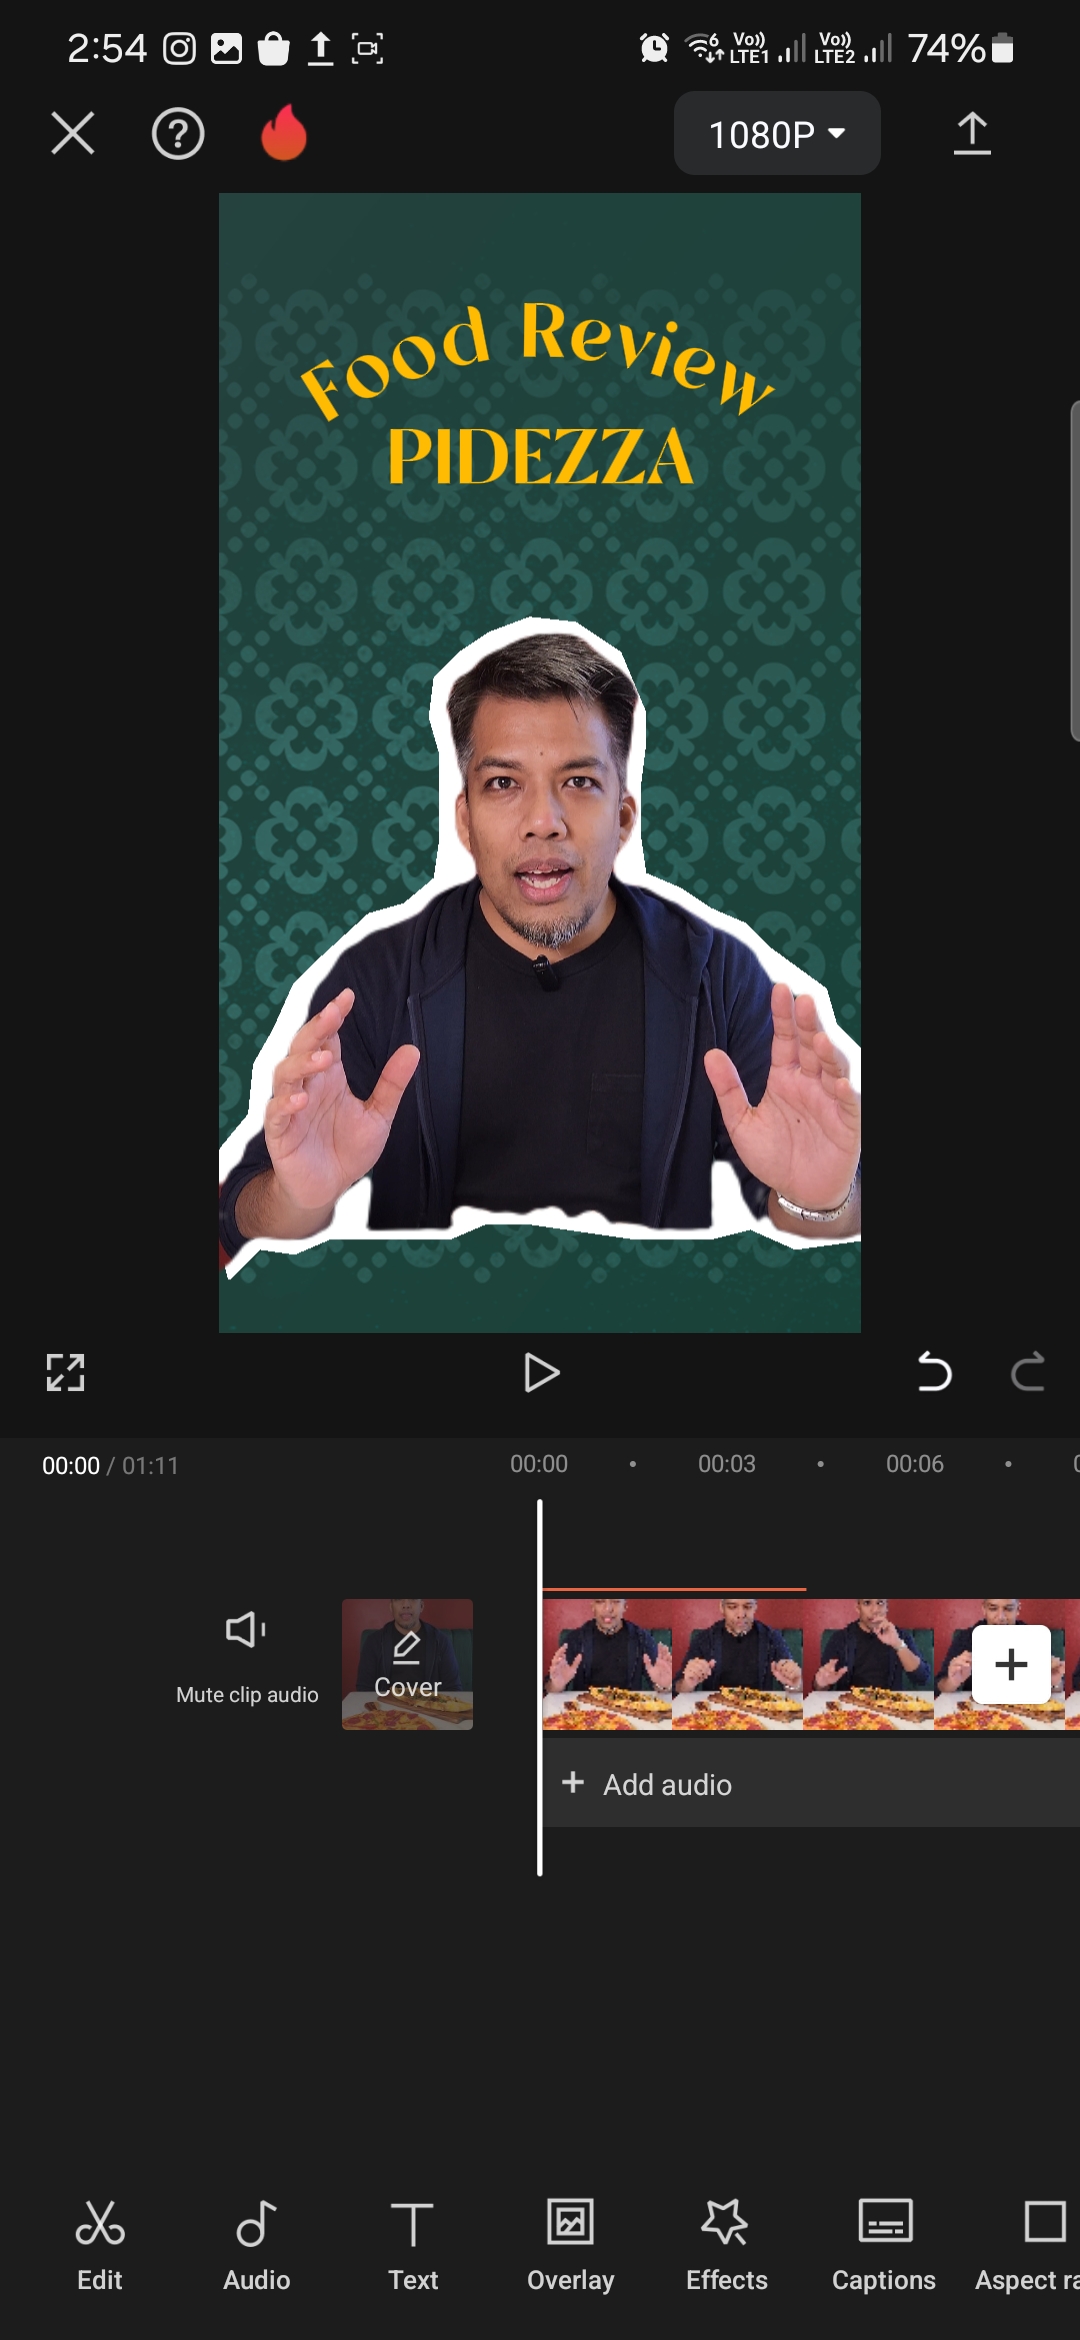 2:54
6 Vo)) LTE1 Vo)) LTE2 74%
1080P
Food Review
PIDEZZA
00:00 / 01:11
00:00 00:03 00:06
Mute clip audio
Cover
+ Add audio
Edit Audio Text Overlay Effects Captions Aspect ra